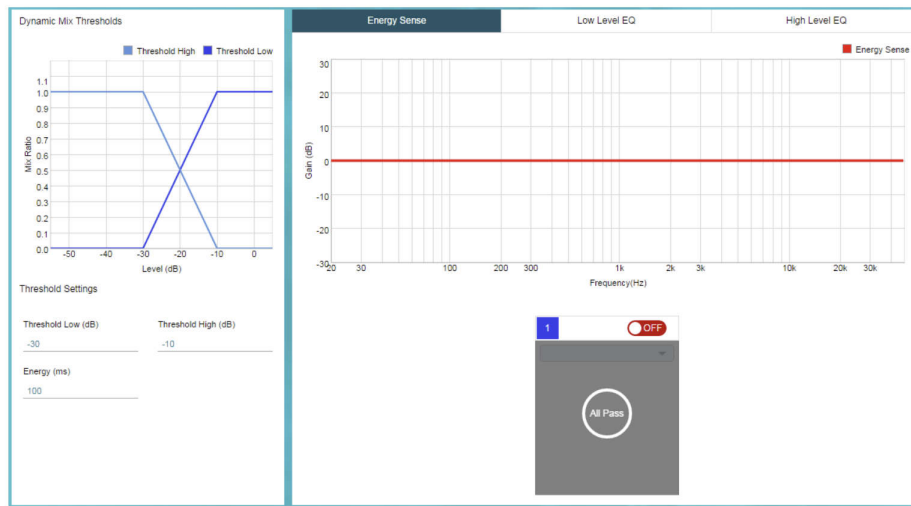 Dynamic Mix Thresholds
Threshold High Threshold Low
1.1
1.0
0.9
0.8
0.7
0.6
0.5
0.4
0.3
0.2
0.1
0.0
Mix Ratio
-50 -40 -30 -20 -10 0
Level (dB)
Threshold Settings
Threshold Low (dB) Threshold High (dB)
-30 -10
Energy (ms)
100
Energy Sense Low Level EQ High Level EQ
Energy Sense
30
20
10
0
-10
-20
-30
Gain (dB)
20 30 100 200 300 1k 2k 3k 10k 20k 30k
Frequency(Hz)
1 OFF
All Pass